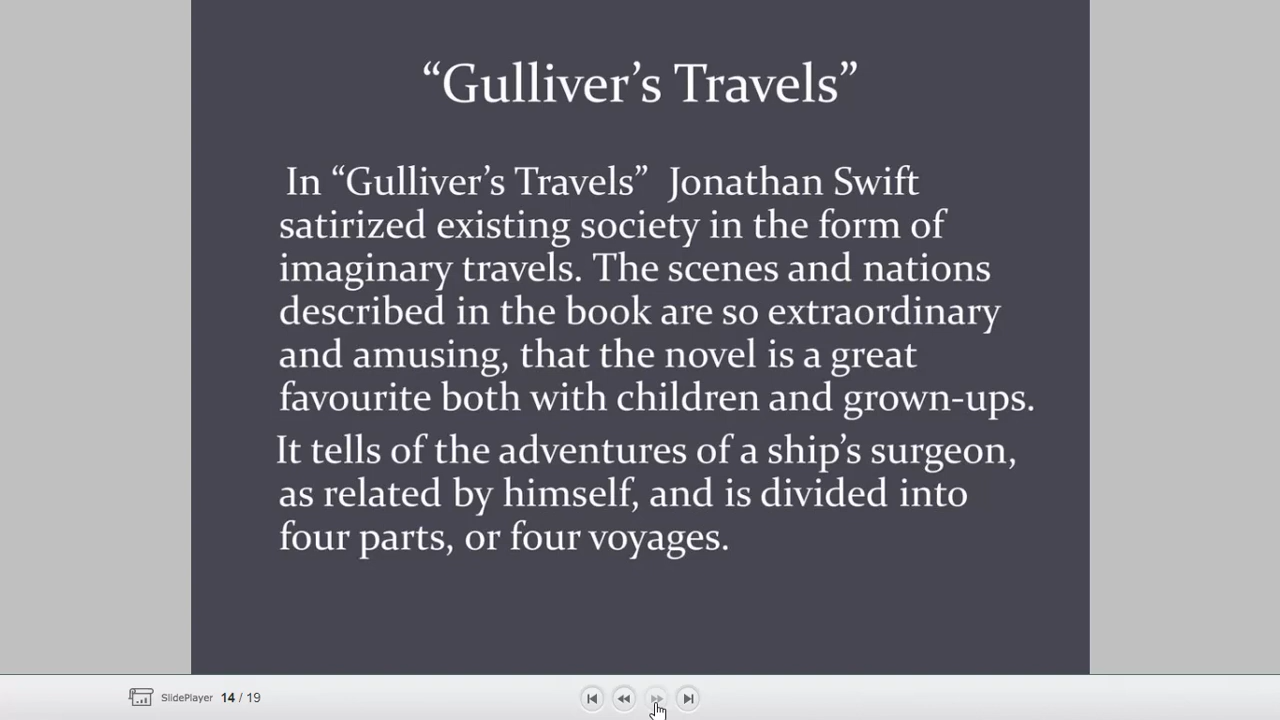 “Gulliver’s Travels”
In “Gulliver’s Travels” Jonathan Swift
satirized existing society in the form of
imaginary travels. The scenes and nations
described in the book are so extraordinary
and amusing, that the novel is a great
favourite both with children and grown-ups.
It tells of the adventures of a ship’s surgeon,
as related by himself, and is divided into
four parts, or four voyages.
SlidePlayer 14 / 19